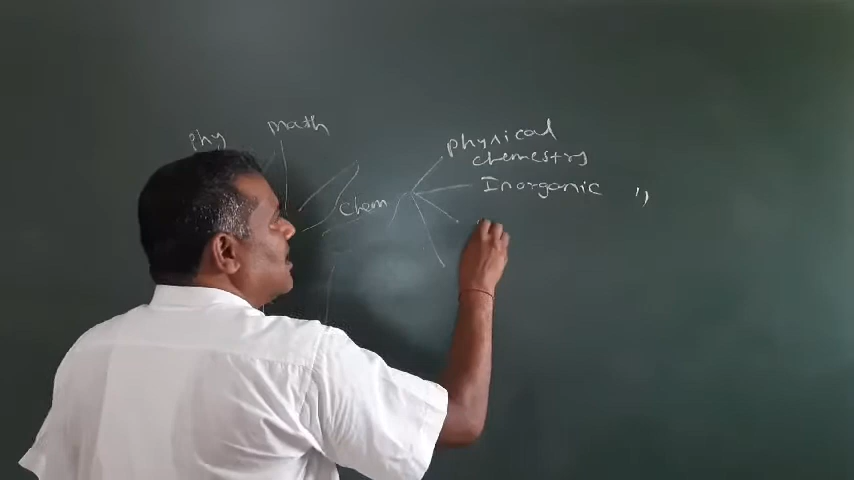 math
phy
physical
chemestry
Inorganic ,,
chem